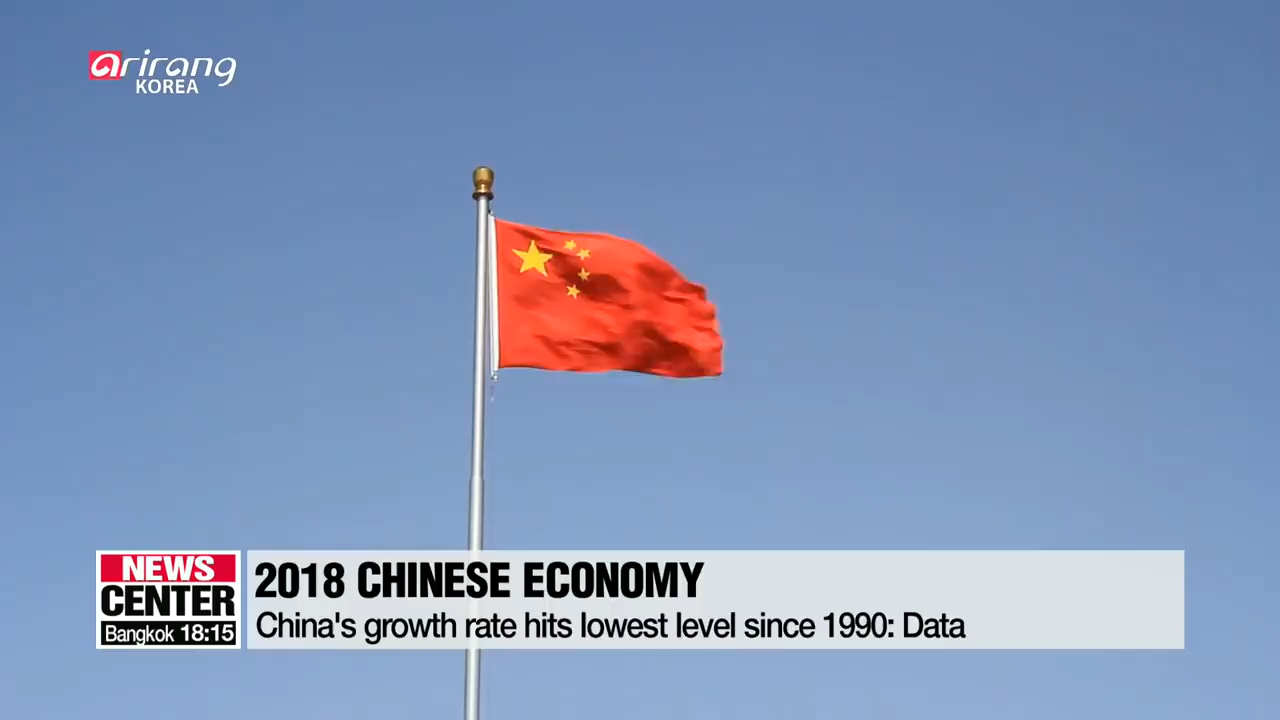 arirang
KOREA
NEWS
CENTER
Bangkok 18:15
2018 CHINESE ECONOMY
China's growth rate hits lowest level since 1990: Data